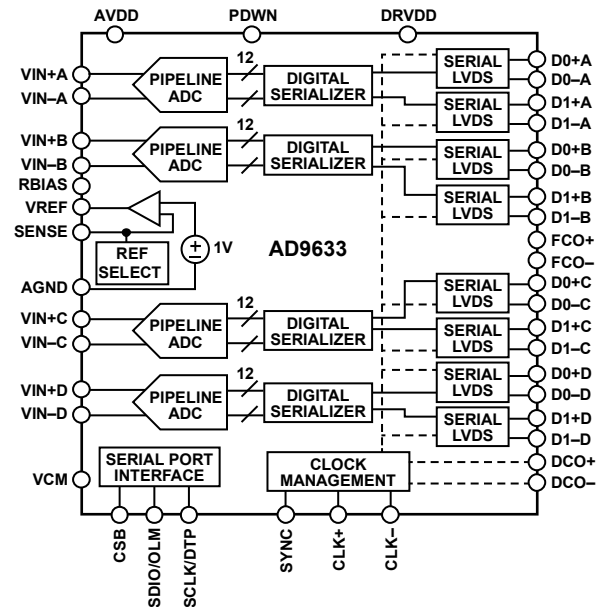 AVDD
PDWN
DRVDD
VIN+A
VIN–A
PIPELINE
ADC
12
DIGITAL
SERIALIZER
SERIAL
LVDS
D0+A
D0–A
SERIAL
LVDS
D1+A
D1–A
VIN+B
VIN–B
PIPELINE
ADC
12
DIGITAL
SERIALIZER
SERIAL
LVDS
D0+B
D0–B
SERIAL
LVDS
D1+B
D1–B
RBIAS
VREF
SENSE
REF
SELECT
1V
AD9633
FCO+
FCO–
AGND
VIN+C
VIN–C
PIPELINE
ADC
12
DIGITAL
SERIALIZER
SERIAL
LVDS
D0+C
D0–C
SERIAL
LVDS
D1+C
D1–C
VIN+D
VIN–D
PIPELINE
ADC
12
DIGITAL
SERIALIZER
SERIAL
LVDS
D0+D
D0–D
SERIAL
LVDS
D1+D
D1–D
VCM
SERIAL PORT
INTERFACE
CLOCK
MANAGEMENT
DCO+
DCO–
CSB
SDIO/OLM
SCLK/DTP
SYNC
CLK+
CLK–